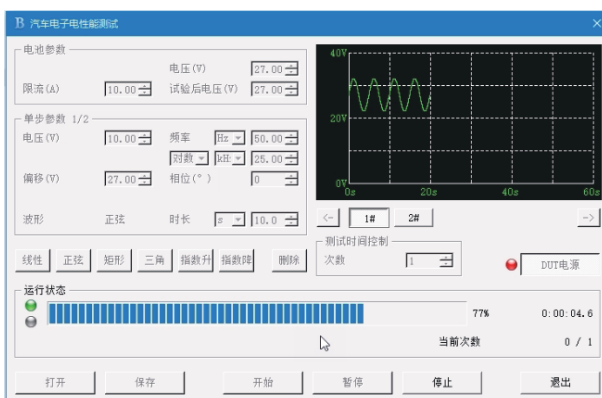 B 汽车电子电性能测试
电池参数
电压(V) 27.00
限流(A) 10.00 试验后电压(V) 27.00
单步参数 1/2
电压(V) 10.00 频率 Hz 50.00
对数 kH: 25.00
偏移(V) 27.00 相位(°) 0
波形 正弦 时长 s 10.0
40V
20V
0V
0s 20s 40s 60s
<- 1# 2# ->
测试时间控制
次数 1
DUT电源
线性 正弦 矩形 三角 指数升 指数降 删除
运行状态
77% 0:00:04.6
当前次数 0 / 1
打开 保存 开始 暂停 停止 退出